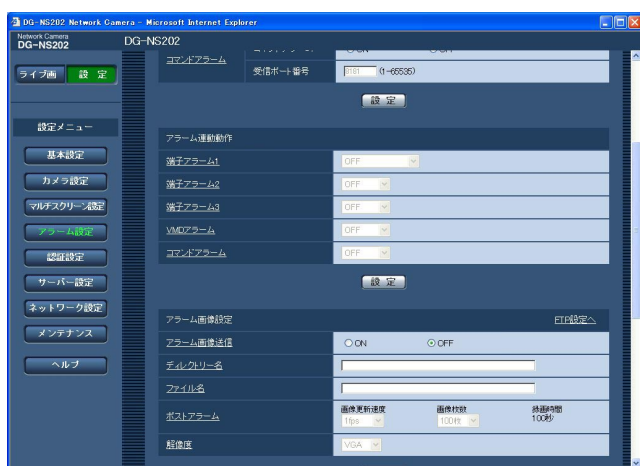 DG-NS202 Network Camera - Microsoft Internet Explorer
Network Camera
DG-NS202
DG-NS202
ライブ画 設 定
設定メニュー
基本設定
カメラ設定
マルチスクリーン設定
アラーム設定
認証設定
サーバー設定
ネットワーク設定
メンテナンス
ヘルプ
コマンドアラーム
受信ポート番号 8181 (1-65535)
設 定
アラーム連動動作
端子アラーム1 OFF
端子アラーム2 OFF
端子アラーム3 OFF
VMDアラーム OFF
コマンドアラーム OFF
設 定
アラーム画像設定 FTP設定へ
アラーム画像送信 ON OFF
ディレクトリー名
ファイル名
ポストアラーム 画像更新速度 1fps 画像枚数 100枚 録画時間 100秒
解像度 VGA